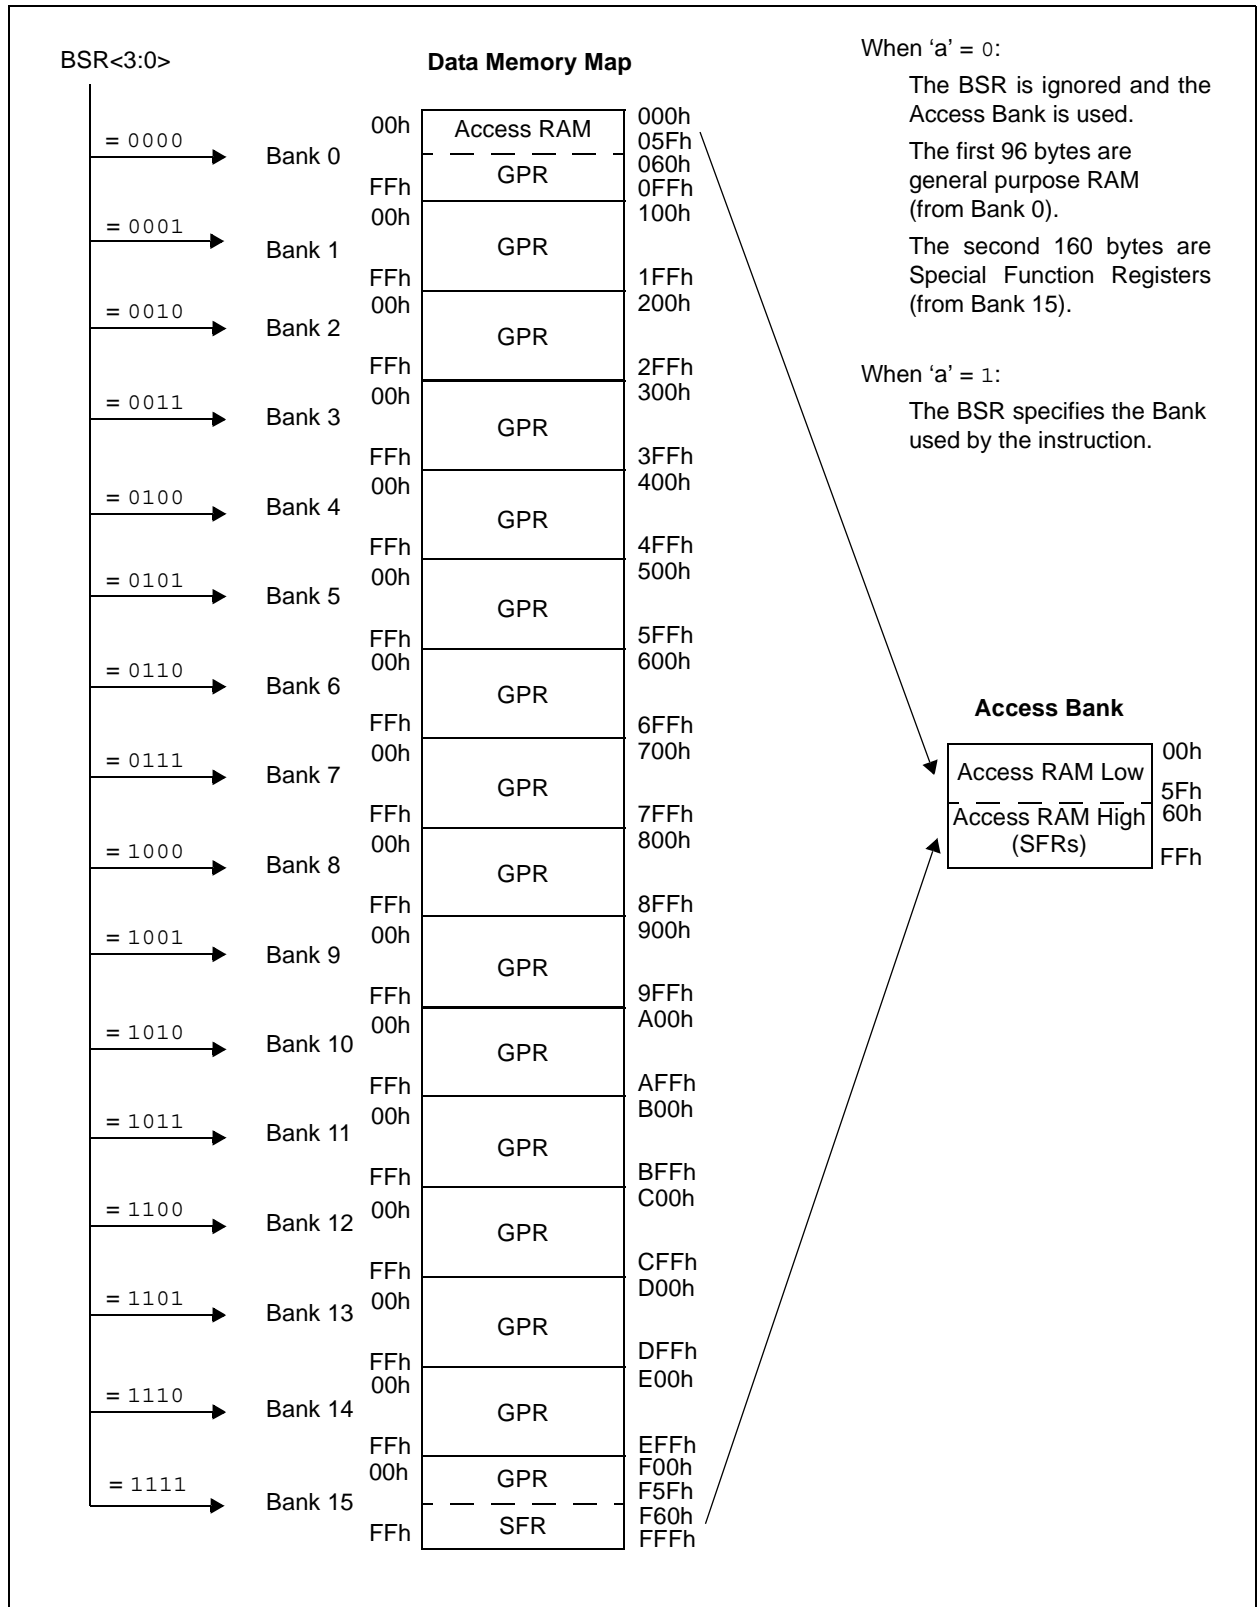 BSR<3:0>
Data Memory Map
When ‘a’ = 0:
The BSR is ignored and the
Access Bank is used.
The first 96 bytes are
general purpose RAM
(from Bank 0).
The second 160 bytes are
Special Function Registers
(from Bank 15).
When ‘a’ = 1:
The BSR specifies the Bank
used by the instruction.
= 0000
Bank 0
00h
FFh
Access RAM
GPR
000h
05Fh
060h
0FFh
= 0001
Bank 1
00h
FFh
GPR
100h
1FFh
= 0010
Bank 2
00h
FFh
GPR
200h
2FFh
= 0011
Bank 3
00h
FFh
GPR
300h
3FFh
= 0100
Bank 4
00h
FFh
GPR
400h
4FFh
= 0101
Bank 5
00h
FFh
GPR
500h
5FFh
= 0110
Bank 6
00h
FFh
GPR
600h
6FFh
= 0111
Bank 7
00h
FFh
GPR
700h
7FFh
= 1000
Bank 8
00h
FFh
GPR
800h
8FFh
= 1001
Bank 9
00h
FFh
GPR
900h
9FFh
= 1010
Bank 10
00h
FFh
GPR
A00h
AFFh
= 1011
Bank 11
00h
FFh
GPR
B00h
BFFh
= 1100
Bank 12
00h
FFh
GPR
C00h
CFFh
= 1101
Bank 13
00h
FFh
GPR
D00h
DFFh
= 1110
Bank 14
00h
FFh
GPR
E00h
EFFh
= 1111
Bank 15
00h
FFh
GPR
SFR
F00h
F5Fh
F60h
FFFh
Access Bank
Access RAM Low
Access RAM High
(SFRs)
00h
5Fh
60h
FFh